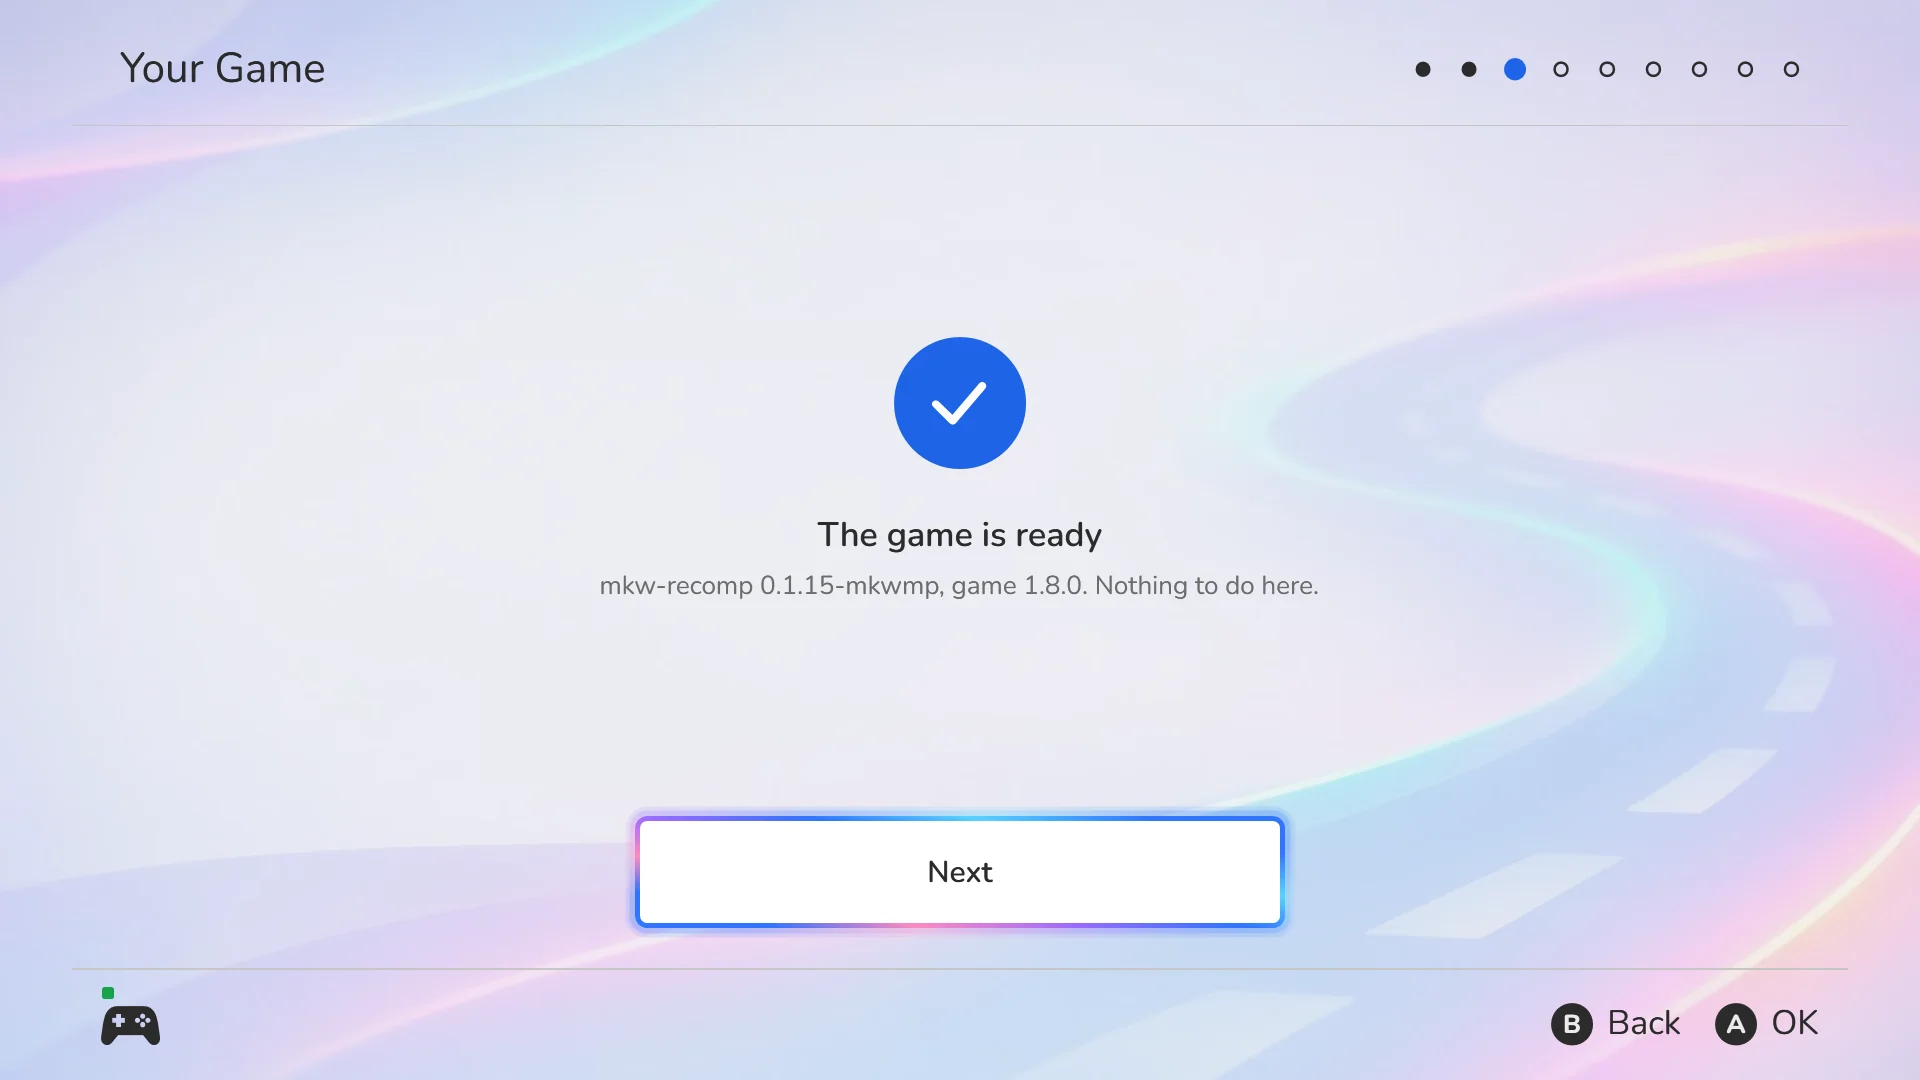 Your Game
The game is ready
mkw-recomp 0.1.15-mkwmp, game 1.8.0. Nothing to do here.
Next
B Back A OK